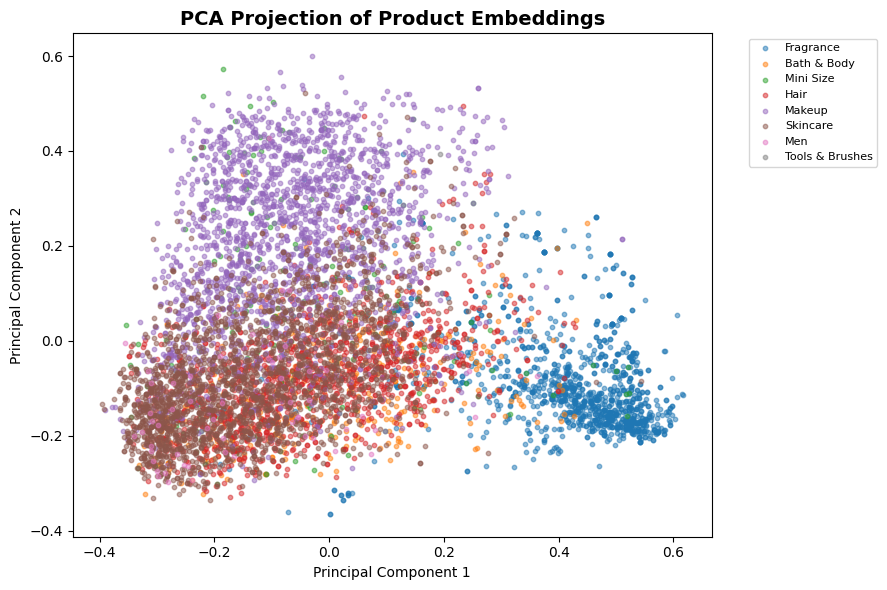 PCA Projection of Product Embeddings
Fragrance
Bath & Body
Mini Size
Hair
Makeup
Skincare
Men
Tools & Brushes
Principal Component 2
0.6
0.4
0.2
0.0
−0.2
−0.4
−0.4
−0.2
0.0
0.2
0.4
0.6
Principal Component 1